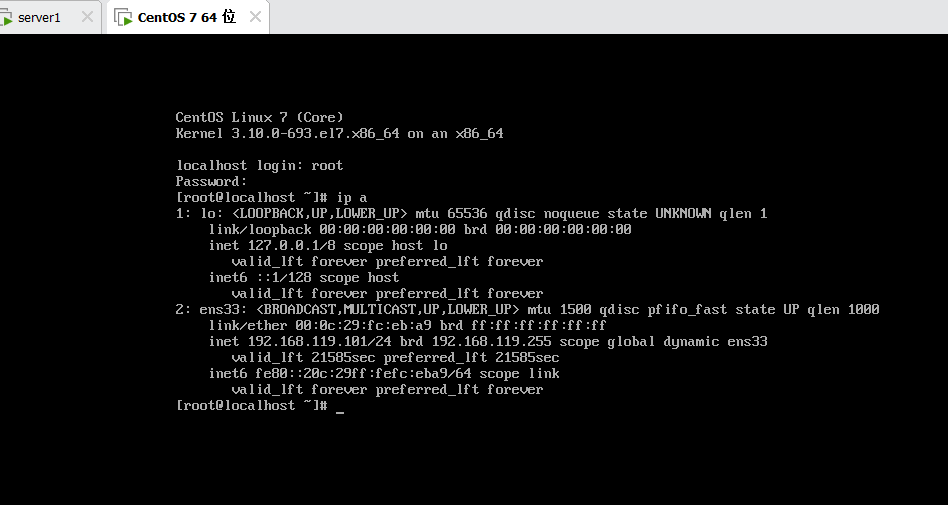 server1
CentOS 7 64 位
CentOS Linux 7 (Core)
Kernel 3.10.0-693.el7.x86_64 on an x86_64
localhost login: root
Password:
[root@localhost ~]# ip a
1: lo: <LOOPBACK,UP,LOWER_UP> mtu 65536 qdisc noqueue state UNKNOWN qlen 1
    link/loopback 00:00:00:00:00:00 brd 00:00:00:00:00:00
    inet 127.0.0.1/8 scope host lo
       valid_lft forever preferred_lft forever
    inet6 ::1/128 scope host
       valid_lft forever preferred_lft forever
2: ens33: <BROADCAST,MULTICAST,UP,LOWER_UP> mtu 1500 qdisc pfifo_fast state UP qlen 1000
    link/ether 00:0c:29:fc:eb:a9 brd ff:ff:ff:ff:ff:ff
    inet 192.168.119.101/24 brd 192.168.119.255 scope global dynamic ens33
       valid_lft 21585sec preferred_lft 21585sec
    inet6 fe80::20c:29ff:fefc:eba9/64 scope link
       valid_lft forever preferred_lft forever
[root@localhost ~]# _